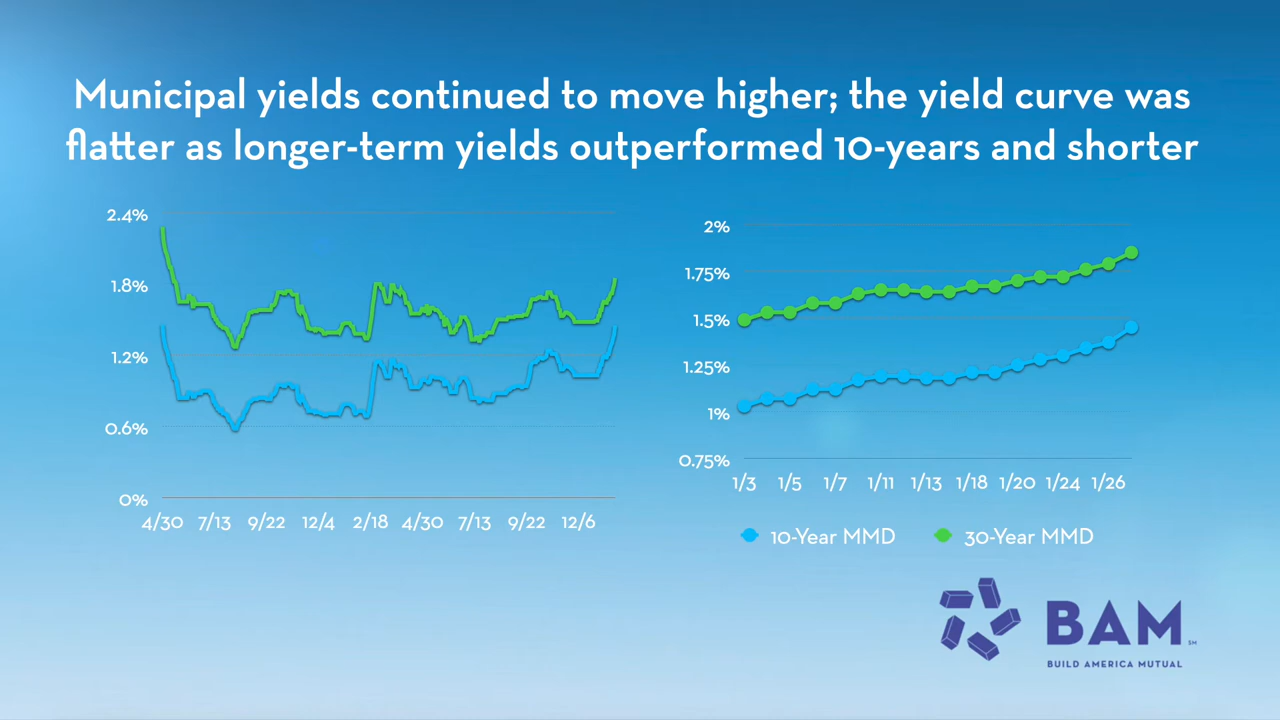 Municipal yields continued to move higher; the yield curve was
flatter as longer-term yields outperformed 10-years and shorter
2.4%
1.8%
1.2%
0.6%
0%
4/30 7/13 9/22 12/4 2/18 4/30 7/13 9/22 12/6
2%
1.75%
1.5%
1.25%
1%
0.75%
1/3 1/5 1/7 1/11 1/13 1/18 1/20 1/24 1/26
10-Year MMD 30-Year MMD
BAM SM
BUILD AMERICA MUTUAL